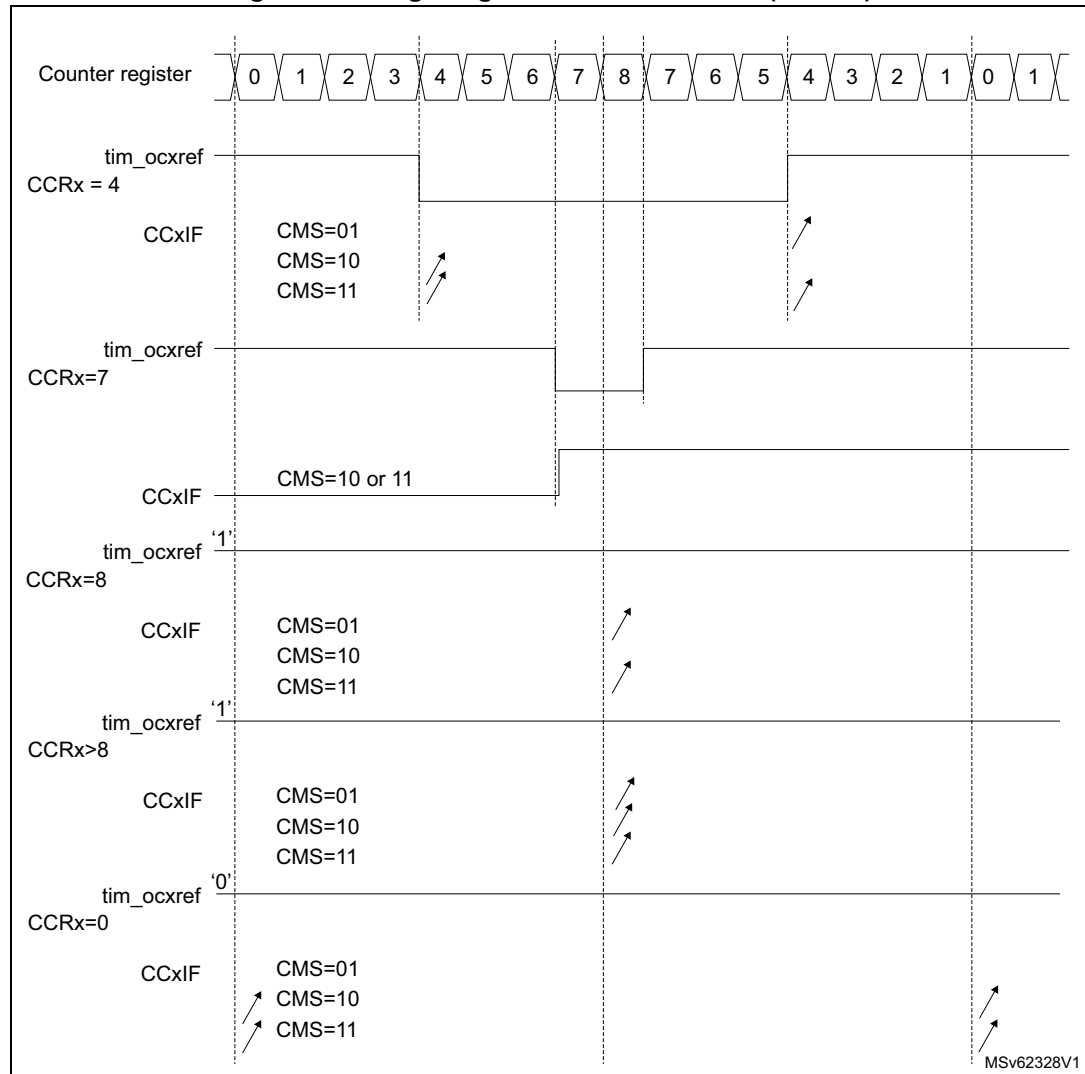 Counter register 0 1 2 3 4 5 6 7 8 7 6 5 4 3 2 1 0 1
tim_ocxref
CCRx = 4
CCxIF CMS=01
CMS=10
CMS=11
tim_ocxref
CCRx=7
CCxIF CMS=10 or 11
tim_ocxref '1'
CCRx=8
CCxIF CMS=01
CMS=10
CMS=11
tim_ocxref '1'
CCRx>8
CCxIF CMS=01
CMS=10
CMS=11
tim_ocxref '0'
CCRx=0
CCxIF CMS=01
CMS=10
CMS=11
MSv62328V1